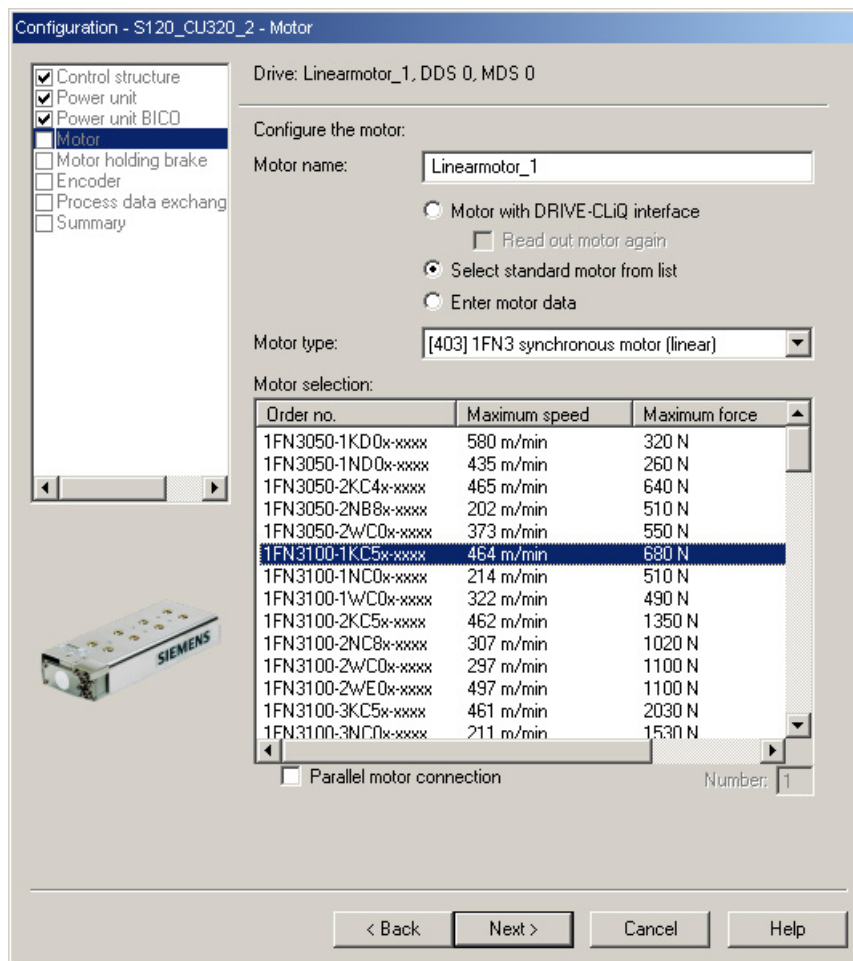 Configuration - S120_CU320_2 - Motor
Control structure
Power unit
Power unit BICO
Motor
Motor holding brake
Encoder
Process data exchang
Summary
Drive: Linearmotor_1, DDS 0, MDS 0
Configure the motor:
Motor name: Linearmotor_1
Motor with DRIVE-CLiQ interface
Read out motor again
Select standard motor from list
Enter motor data
Motor type: [403] 1FN3 synchronous motor (linear)
Motor selection:
Order no. Maximum speed Maximum force
1FN3050-1KD0x-xxxx 580 m/min 320 N
1FN3050-1ND0x-xxxx 435 m/min 260 N
1FN3050-2KC4x-xxxx 465 m/min 640 N
1FN3050-2NB8x-xxxx 202 m/min 510 N
1FN3050-2WC0x-xxxx 373 m/min 550 N
1FN3100-1KC5x-xxxx 464 m/min 680 N
1FN3100-1NC0x-xxxx 214 m/min 510 N
1FN3100-1WC0x-xxxx 322 m/min 490 N
1FN3100-2KC5x-xxxx 462 m/min 1350 N
1FN3100-2NC8x-xxxx 307 m/min 1020 N
1FN3100-2WC0x-xxxx 297 m/min 1100 N
1FN3100-2WE0x-xxxx 497 m/min 1100 N
1FN3100-3KC5x-xxxx 461 m/min 2030 N
1FN3100-3NC0x-xxxx 211 m/min 1530 N
SIEMENS
Parallel motor connection Number: 1
< Back Next > Cancel Help